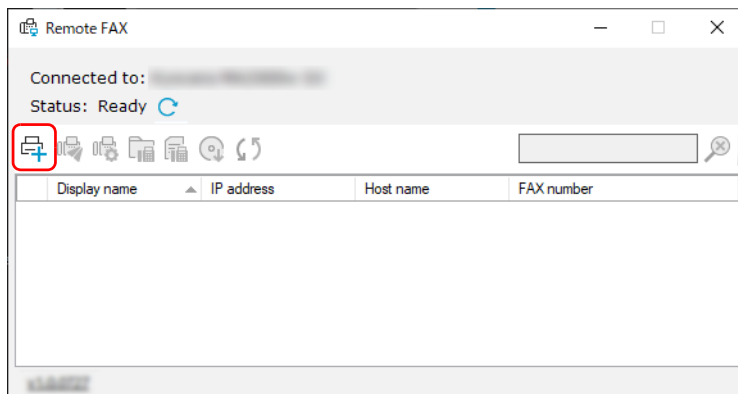 Remote FAX
Connected to:
Status: Ready
Display name IP address Host name FAX number